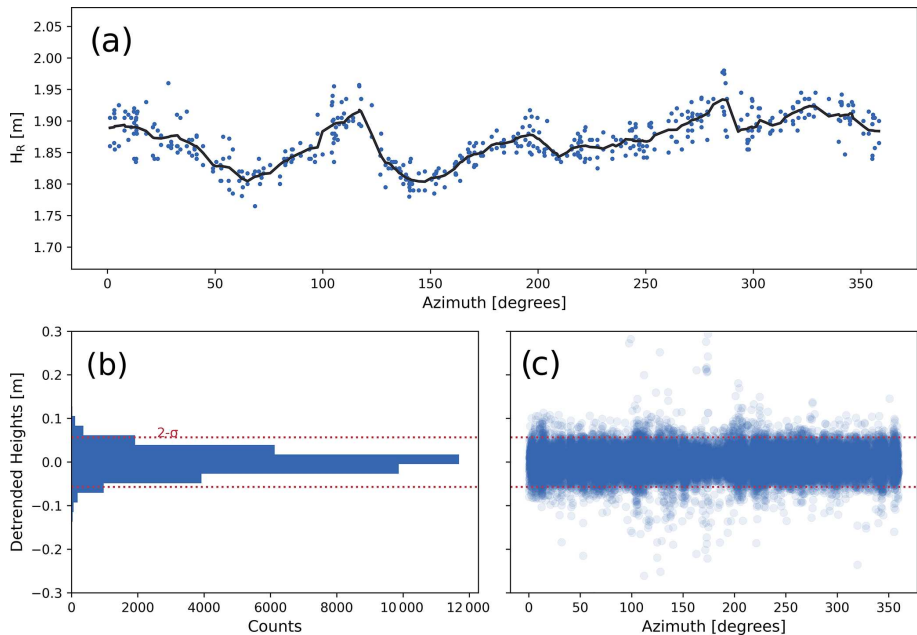 (a)
2.05
2.00
1.95
1.90
1.85
1.80
1.75
1.70
H_R [m]
0 50 100 150 200 250 300 350
Azimuth [degrees]
(b)
2-σ
0.3
0.2
0.1
0.0
−0.1
−0.2
−0.3
Detrended Heights [m]
0 2000 4000 6000 8000 10 000 12 000
Counts
(c)
0 50 100 150 200 250 300 350
Azimuth [degrees]